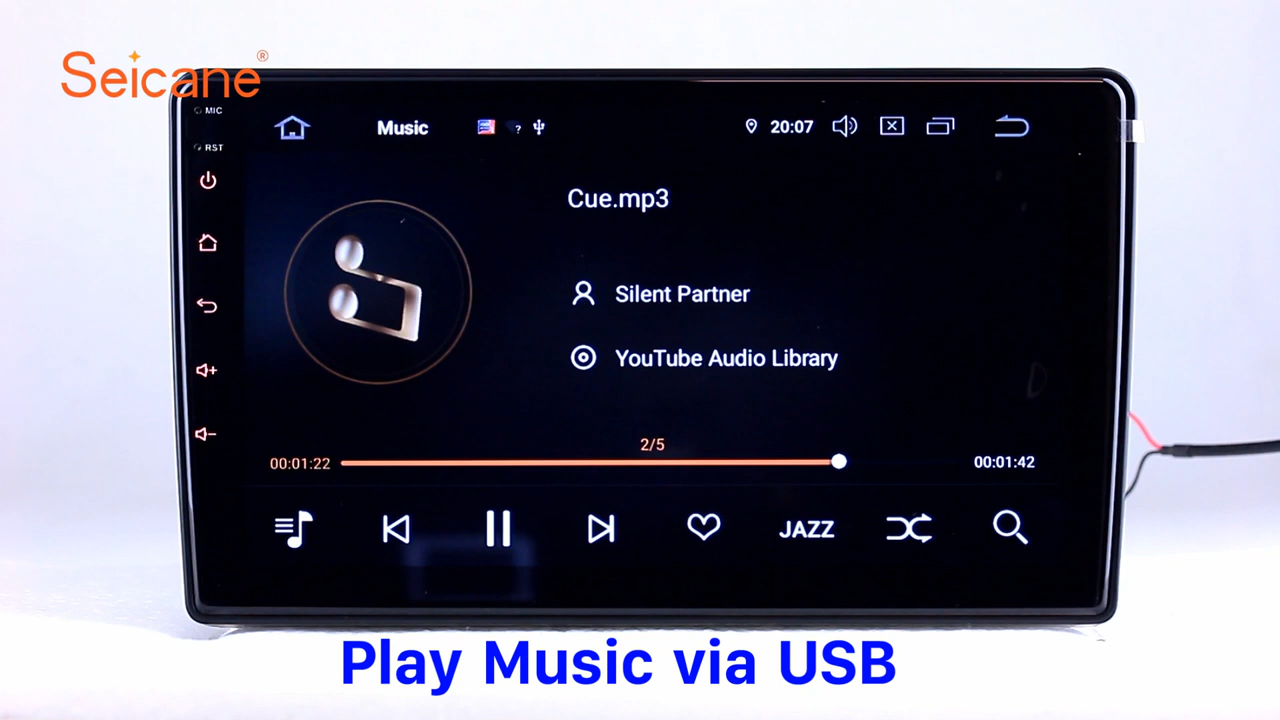 Seicane®
MIC
RST
Music
?
20:07
Cue.mp3
Silent Partner
YouTube Audio Library
2/5
00:01:22
00:01:42
JAZZ
Play Music via USB